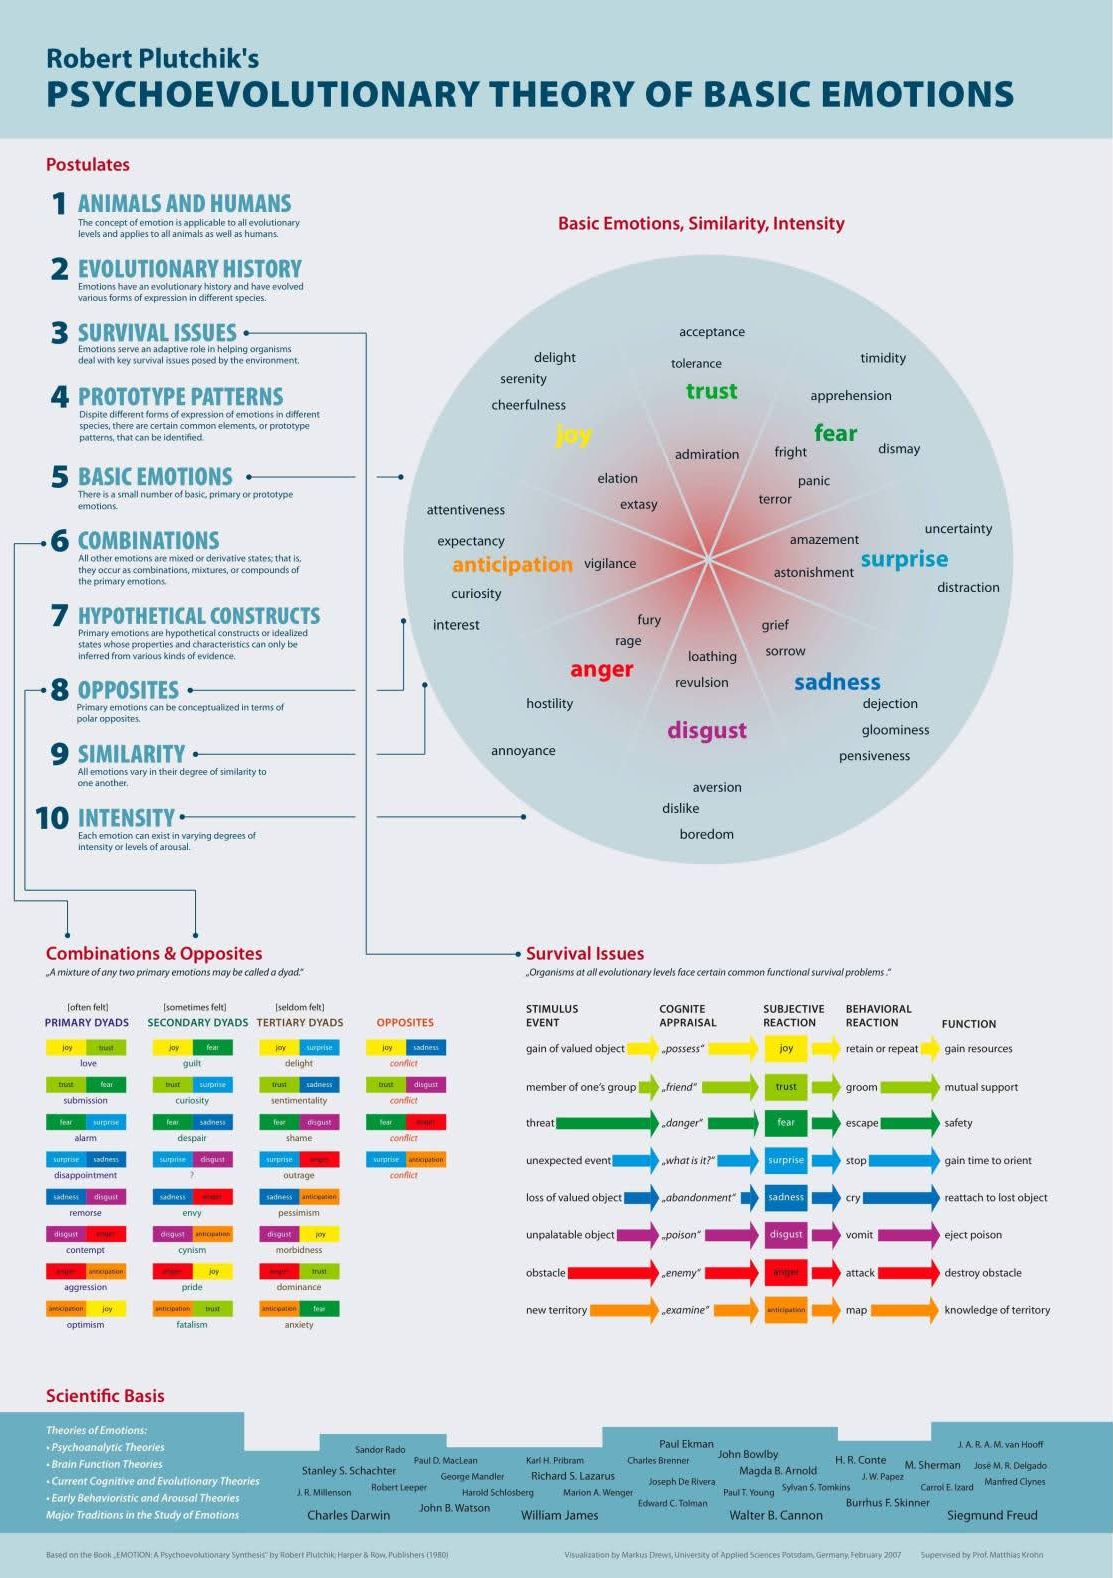 Robert Plutchik's
PSYCHOEVOLUTIONARY THEORY OF BASIC EMOTIONS
Postulates
1 ANIMALS AND HUMANS
The concept of emotion is applicable to all evolutionary
levels and applies to all animals as well as humans.
2 EVOLUTIONARY HISTORY
Emotions have an evolutionary history and have evolved
various forms of expression in different species.
3 SURVIVAL ISSUES
Emotions serve an adaptive role in helping organisms
deal with key survival issues posed by the environment.
4 PROTOTYPE PATTERNS
Dispite different forms of expression of emotions in different
species, there are certain common elements, or prototype
patterns, that can be identified.
5 BASIC EMOTIONS
There is a small number of basic, primary or prototype
emotions.
6 COMBINATIONS
All other emotions are mixed or derivative states; that is,
they occur as combinations, mixtures, or compounds of
the primary emotions.
7 HYPOTHETICAL CONSTRUCTS
Primary emotions are hypothetical constructs or idealized
states whose properties and characteristics can only be
inferred from various kinds of evidence.
8 OPPOSITES
Primary emotions can be conceptualized in terms of
polar opposites.
9 SIMILARITY
All emotions vary in their degree of similarity to
one another.
10 INTENSITY
Each emotion can exist in varying degrees of
intensity or levels of arousal.
Basic Emotions, Similarity, Intensity
acceptance
tolerance
trust
admiration
timidity
apprehension
fear
fright
dismay
panic
terror
uncertainty
amazement
surprise
astonishment
distraction
grief
sorrow
sadness
dejection
gloominess
pensiveness
loathing
revulsion
disgust
aversion
dislike
boredom
fury
rage
anger
hostility
annoyance
attentiveness
expectancy
anticipation vigilance
curiosity
interest
delight
serenity
cheerfulness
joy
elation
extasy
Combinations & Opposites
„A mixture of any two primary emotions may be called a dyad."
[often felt] [sometimes felt] [seldom felt]
PRIMARY DYADS SECONDARY DYADS TERTIARY DYADS OPPOSITES
joy trust joy fear joy surprise joy sadness
love guilt delight conflict
trust fear trust surprise trust sadness trust disgust
submission curiosity sentimentality conflict
fear surprise fear sadness fear disgust fear anger
alarm despair shame conflict
surprise sadness surprise disgust surprise anger surprise anticipation
disappointment ? outrage conflict
sadness disgust sadness anger sadness anticipation
remorse envy pessimism
disgust anger disgust anticipation disgust joy
contempt cynism morbidness
anger anticipation anger joy anger trust
aggression pride dominance
anticipation joy anticipation trust anticipation fear
optimism fatalism anxiety
Survival Issues
„Organisms at all evolutionary levels face certain common functional survival problems ."
STIMULUS COGNITE SUBJECTIVE BEHAVIORAL
EVENT APPRAISAL REACTION REACTION FUNCTION
gain of valued object „possess" joy retain or repeat gain resources
member of one's group „friend" trust groom mutual support
threat „danger" fear escape safety
unexpected event „what is it?" surprise stop gain time to orient
loss of valued object „abandonment" sadness cry reattach to lost object
unpalatable object „poison" disgust vomit eject poison
obstacle „enemy" anger attack destroy obstacle
new territory „examine" anticipation map knowledge of territory
Scientific Basis
Theories of Emotions:
• Psychoanalytic Theories
• Brain Function Theories
• Current Cognitive and Evolutionary Theories
• Early Behavioristic and Arousal Theories
Major Traditions in the Study of Emotions
Sandor Rado
Paul D. MacLean
Stanley S. Schachter
George Mandler
Robert Leeper
J. R. Millenson
Harold Schlosberg
John B. Watson
Charles Darwin
Karl H. Pribram
Richard S. Lazarus
Marion A. Wenger
William James
Paul Ekman
John Bowlby
Charles Brenner
Magda B. Arnold
Joseph De Rivera
Sylvan S. Tomkins
Paul T. Young
Edward C. Tolman
Walter B. Cannon
J. A. R. A. M. van Hooff
H. R. Conte
M. Sherman
José M. R. Delgado
J. W. Papez
Manfred Clynes
Carrol E. Izard
Burrhus F. Skinner
Siegmund Freud
Based on the Book „EMOTION: A Psychoevolutionary Synthesis" by Robert Plutchik; Harper & Row, Publishers (1980)
Visualization by Markus Drews, University of Applied Sciences Potsdam, Germany, February 2007
Supervised by Prof. Matthias Krohn